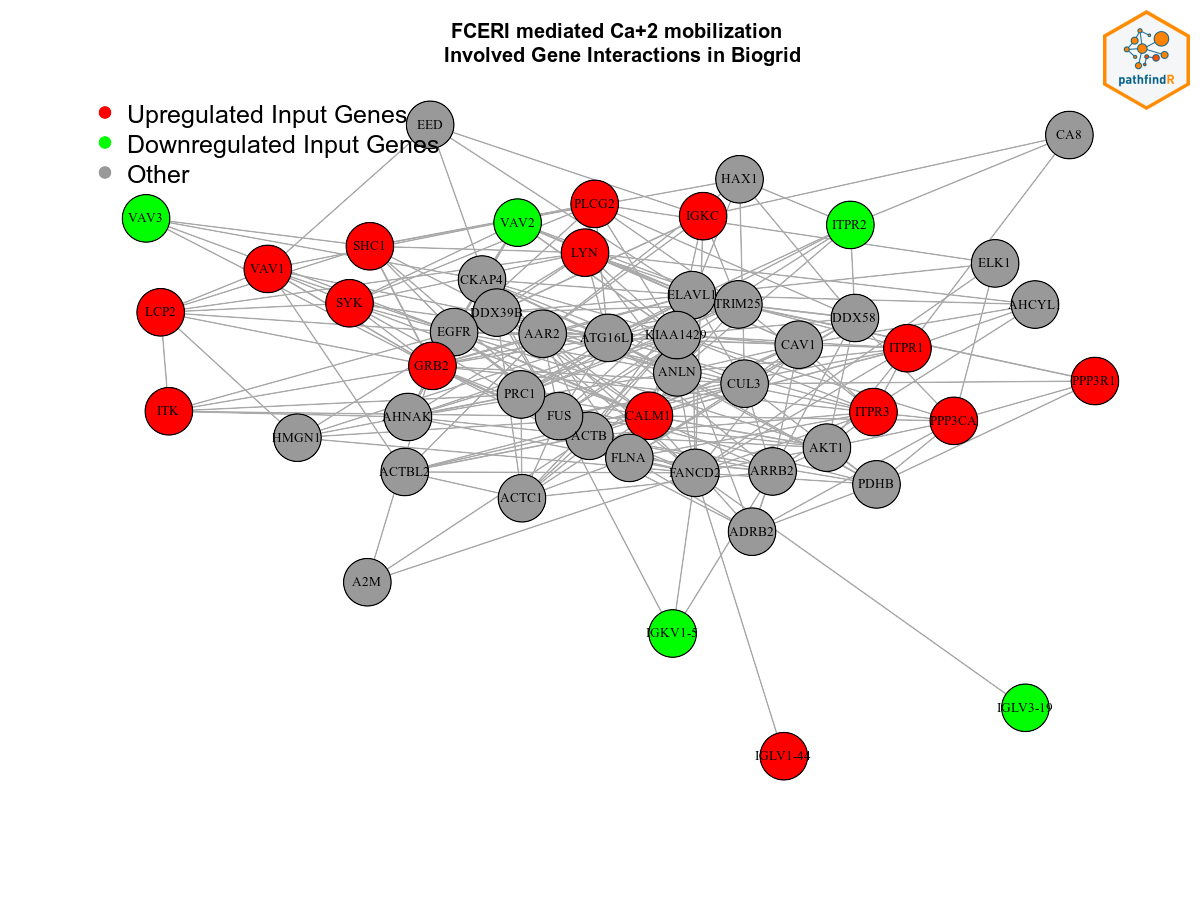 FCERI mediated Ca+2 mobilization
Involved Gene Interactions in Biogrid
pathfindR
Upregulated Input Genes
Downregulated Input Genes
Other
EED
CA8
HAX1
PLCG2
IGKC
VAV3
VAV2
ITPR2
SHC1
LYN
VAV1
ELK1
CKAP4
ELAVL1
SYK
TRIM25
AHCYL
LCP2
DDX39B
DDX58
EGFR
AAR2
ATG16L1
KIAA1429
CAV1
ITPR1
GRB2
ANLN
CUL3
PPP3R1
PRC1
ITK
AHNAK
FUS
CALM1
ITPR3
PPP3CA
HMGN1
ACTB
AKT1
FLNA
ACTBL2
FANCD2
ARRB2
PDHB
ACTC1
ADRB2
A2M
IGKV1-5
IGLV3-19
IGLV1-44